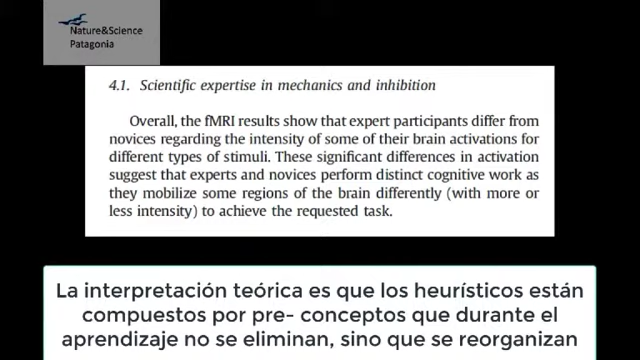 Nature&Science
Patagonia
4.1. Scientific expertise in mechanics and inhibition
Overall, the fMRI results show that expert participants differ from
novices regarding the intensity of some of their brain activations for
different types of stimuli. These significant differences in activation
suggest that experts and novices perform distinct cognitive work as
they mobilize some regions of the brain differently (with more or
less intensity) to achieve the requested task.
La interpretación teórica es que los heurísticos están
compuestos por pre- conceptos que durante el
aprendizaje no se eliminan, sino que se reorganizan